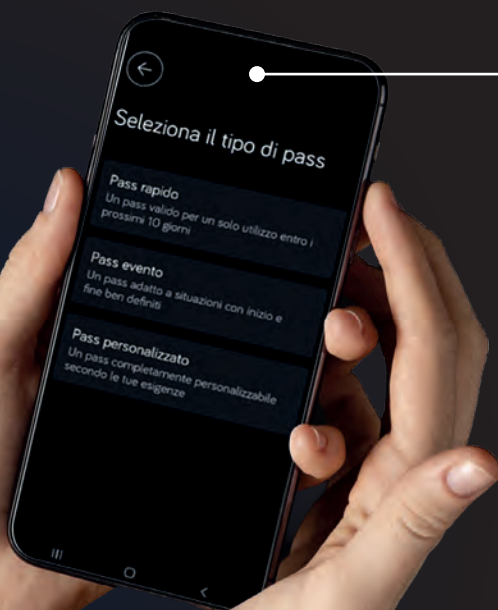 Seleziona il tipo di pass
Pass rapido
Un pass valido per un solo utilizzo entro i
prossimi 10 giorni
Pass evento
Un pass adatto a situazioni con inizio e
fine ben definiti
Pass personalizzato
Un pass completamente personalizzabile
secondo le tue esigenze